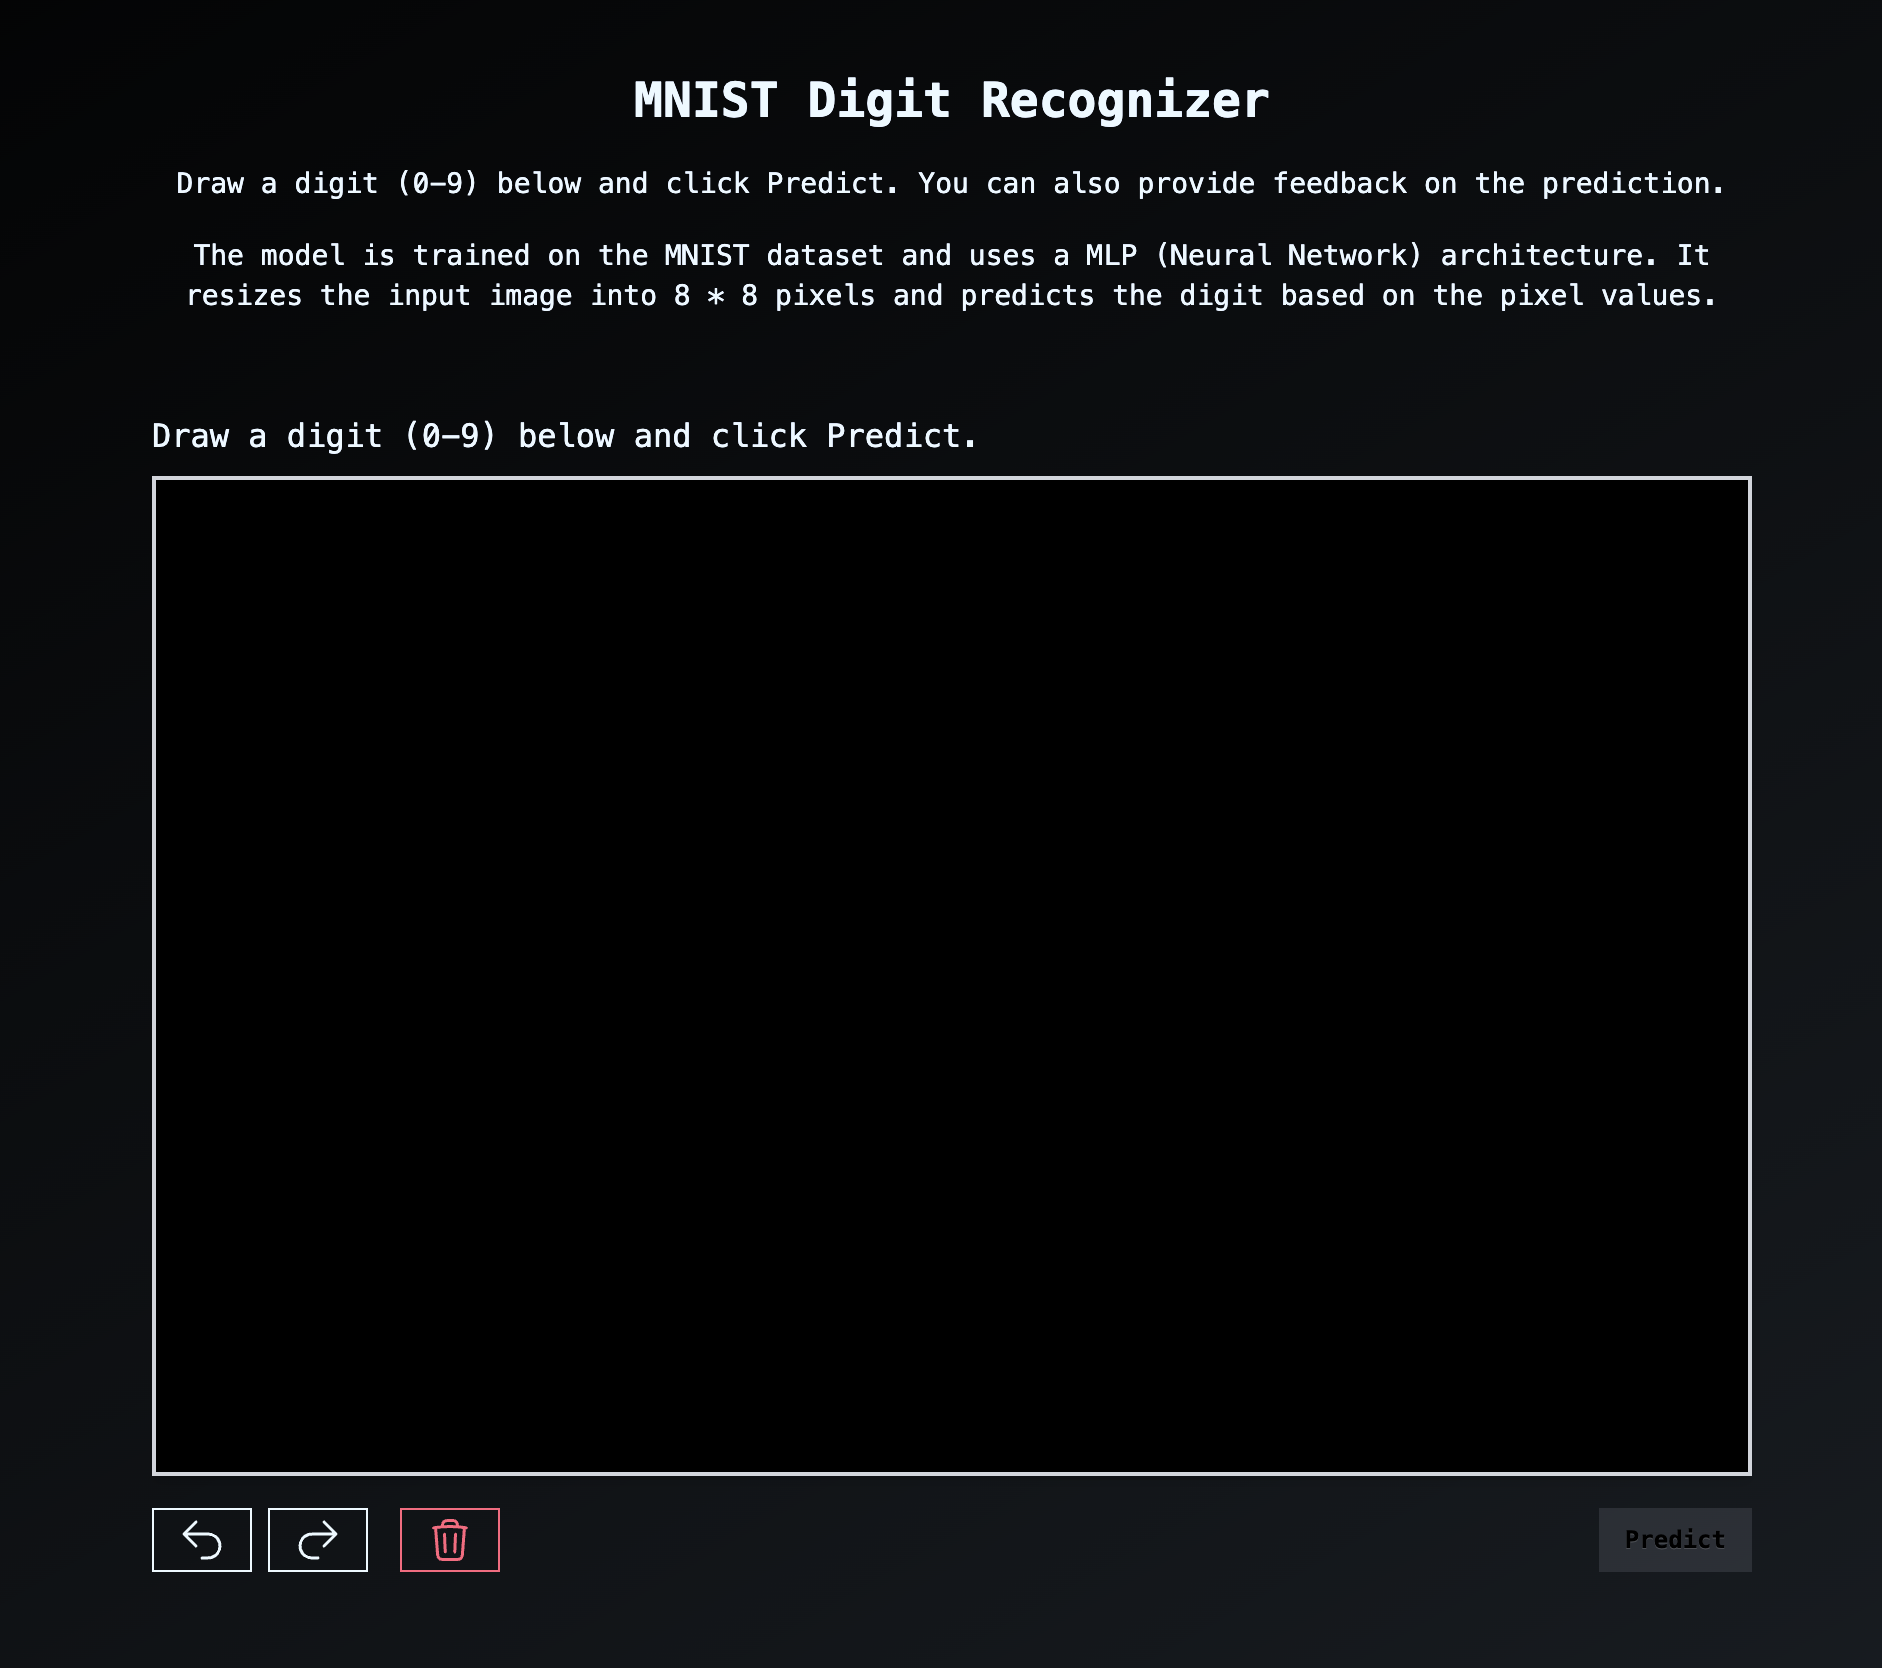 MNIST Digit Recognizer
Draw a digit (0-9) below and click Predict. You can also provide feedback on the prediction.
The model is trained on the MNIST dataset and uses a MLP (Neural Network) architecture. It
resizes the input image into 8 * 8 pixels and predicts the digit based on the pixel values.
Draw a digit (0-9) below and click Predict.
Predict